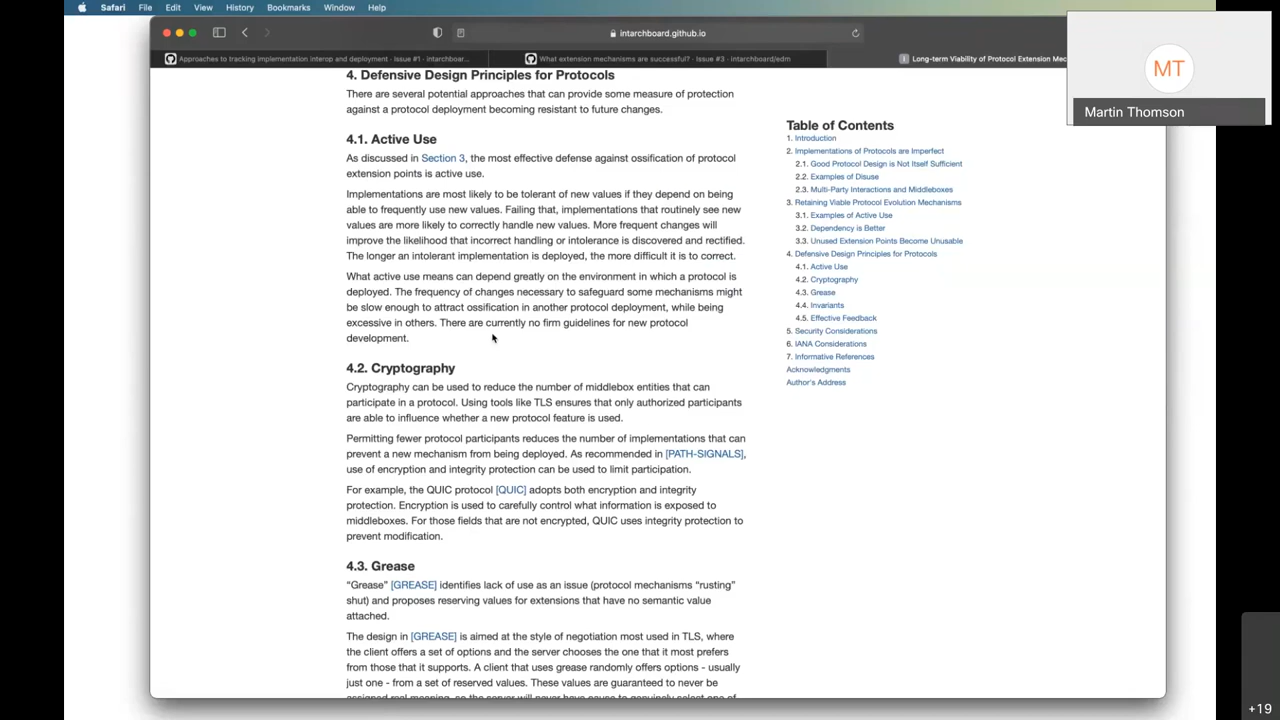 Safari File Edit View History Bookmarks Window Help
intarchboard.github.io
Approaches to tracking implementation interop and deployment · Issue #1 · intarchboar...
What extension mechanisms are successful? · Issue #3 · intarchboard/edm
Long-term Viability of Protocol Extension Mec
MT
Martin Thomson
4. Defensive Design Principles for Protocols
There are several potential approaches that can provide some measure of protection
against a protocol deployment becoming resistant to future changes.
4.1. Active Use
As discussed in Section 3, the most effective defense against ossification of protocol
extension points is active use.
Implementations are most likely to be tolerant of new values if they depend on being
able to frequently use new values. Failing that, implementations that routinely see new
values are more likely to correctly handle new values. More frequent changes will
improve the likelihood that incorrect handling or intolerance is discovered and rectified.
The longer an intolerant implementation is deployed, the more difficult it is to correct.
What active use means can depend greatly on the environment in which a protocol is
deployed. The frequency of changes necessary to safeguard some mechanisms might
be slow enough to attract ossification in another protocol deployment, while being
excessive in others. There are currently no firm guidelines for new protocol
development.
4.2. Cryptography
Cryptography can be used to reduce the number of middlebox entities that can
participate in a protocol. Using tools like TLS ensures that only authorized participants
are able to influence whether a new protocol feature is used.
Permitting fewer protocol participants reduces the number of implementations that can
prevent a new mechanism from being deployed. As recommended in [PATH-SIGNALS],
use of encryption and integrity protection can be used to limit participation.
For example, the QUIC protocol [QUIC] adopts both encryption and integrity
protection. Encryption is used to carefully control what information is exposed to
middleboxes. For those fields that are not encrypted, QUIC uses integrity protection to
prevent modification.
4.3. Grease
“Grease” [GREASE] identifies lack of use as an issue (protocol mechanisms “rusting”
shut) and proposes reserving values for extensions that have no semantic value
attached.
The design in [GREASE] is aimed at the style of negotiation most used in TLS, where
the client offers a set of options and the server chooses the one that it most prefers
from those that it supports. A client that uses grease randomly offers options - usually
just one - from a set of reserved values. These values are guaranteed to never be
assigned real meaning, so the server will never have cause to genuinely select one of
Table of Contents
1. Introduction
2. Implementations of Protocols are Imperfect
2.1. Good Protocol Design is Not Itself Sufficient
2.2. Examples of Disuse
2.3. Multi-Party Interactions and Middleboxes
3. Retaining Viable Protocol Evolution Mechanisms
3.1. Examples of Active Use
3.2. Dependency is Better
3.3. Unused Extension Points Become Unusable
4. Defensive Design Principles for Protocols
4.1. Active Use
4.2. Cryptography
4.3. Grease
4.4. Invariants
4.5. Effective Feedback
5. Security Considerations
6. IANA Considerations
7. Informative References
Acknowledgments
Author's Address
+19